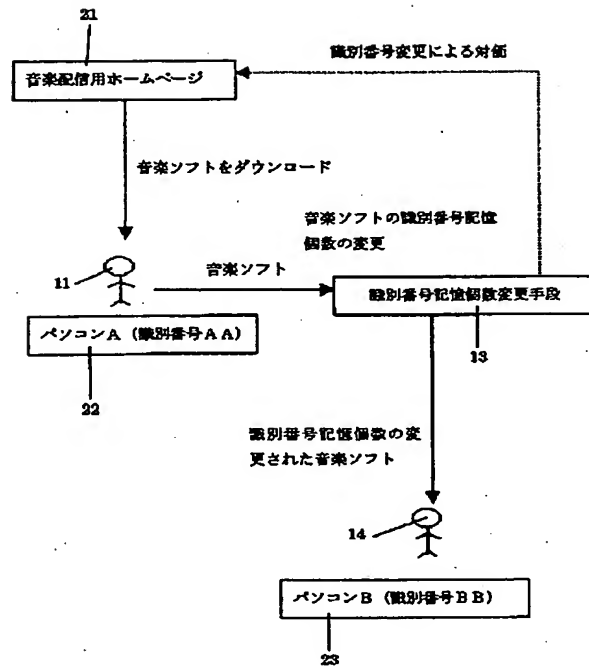 21
識別番号変更による対価
音楽配信用ホームページ
音楽ソフトをダウンロード
音楽ソフトの識別番号記憶
個数の変更
11
音楽ソフト
識別番号記憶個数変更手段
パソコンA（識別番号AA）
13
22
識別番号記憶個数の変
更された音楽ソフト
14
パソコンB（識別番号BB）
23